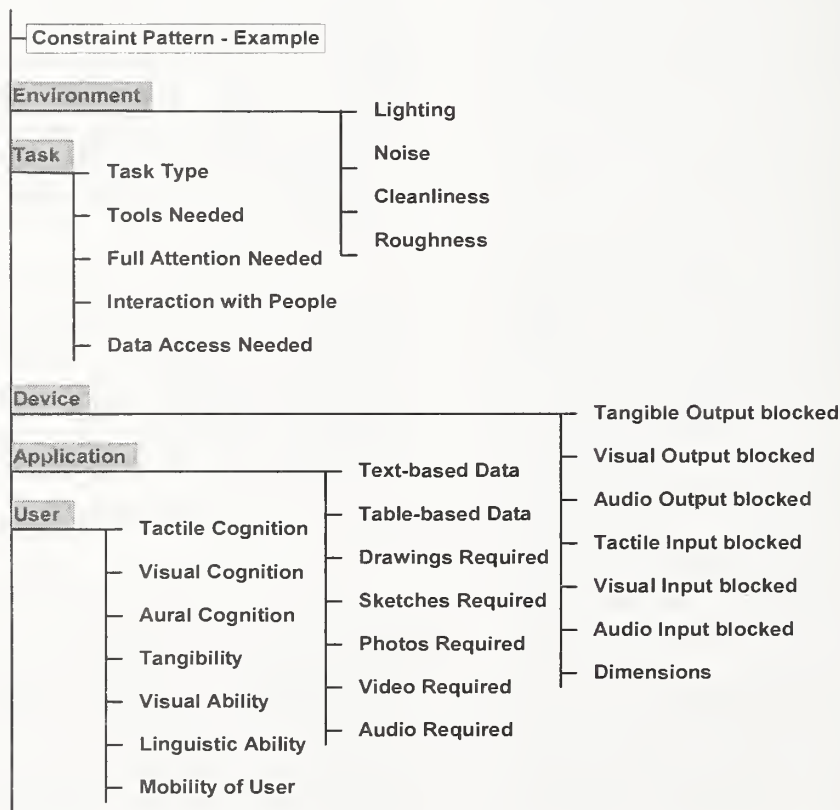 Constraint Pattern - Example
Environment
Lighting
Noise
Cleanliness
Roughness
Task
Task Type
Tools Needed
Full Attention Needed
Interaction with People
Data Access Needed
Device
Tangible Output blocked
Visual Output blocked
Audio Output blocked
Tactile Input blocked
Visual Input blocked
Audio Input blocked
Dimensions
Application
Text-based Data
Table-based Data
Drawings Required
Sketches Required
Photos Required
Video Required
Audio Required
User
Tactile Cognition
Visual Cognition
Aural Cognition
Tangibility
Visual Ability
Linguistic Ability
Mobility of User